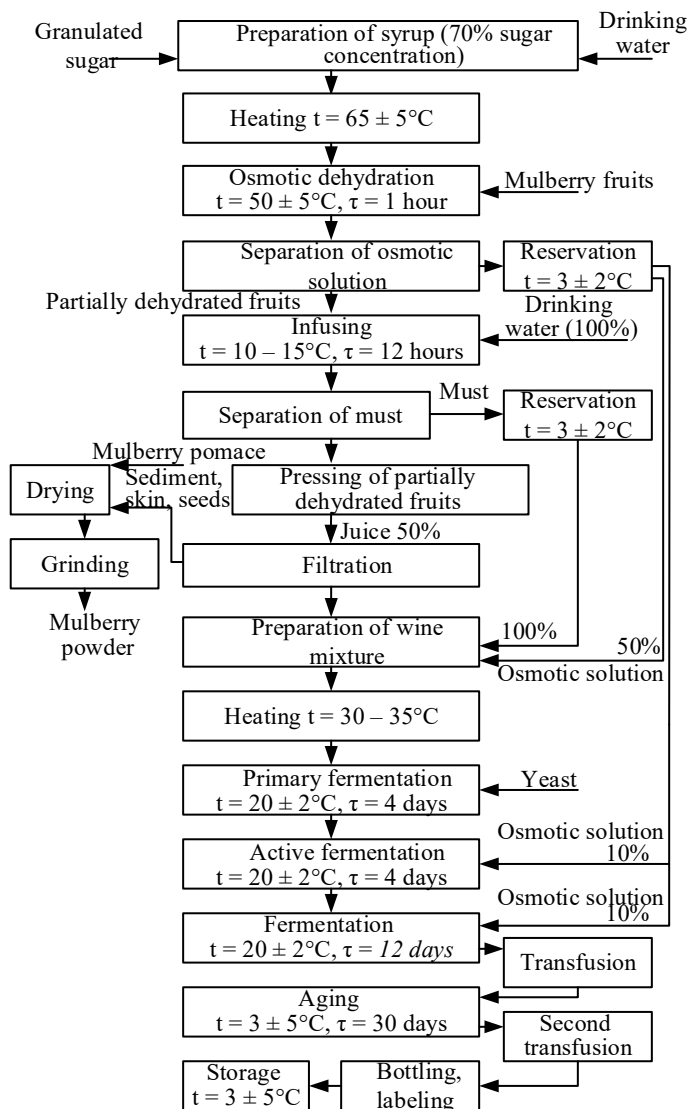 Granulated
sugar
Preparation of syrup (70% sugar
concentration)
Drinking
water
Heating t = 65 ± 5°C
Osmotic dehydration
t = 50 ± 5°C, τ = 1 hour
Mulberry fruits
Separation of osmotic
solution
Reservation
t = 3 ± 2°C
Partially dehydrated fruits
Infusing
t = 10 – 15°C, τ = 12 hours
Drinking
water (100%)
Separation of must
Must
Reservation
t = 3 ± 2°C
Mulberry pomace
Sediment,
skin, seeds
Drying
Pressing of partially
dehydrated fruits
Juice 50%
Grinding
Filtration
Mulberry
powder
Preparation of wine
mixture
100%
50%
Osmotic solution
Heating t = 30 – 35°C
Primary fermentation
t = 20 ± 2°C, τ = 4 days
Yeast
Active fermentation
t = 20 ± 2°C, τ = 4 days
Osmotic solution
10%
Osmotic solution
10%
Fermentation
t = 20 ± 2°C, τ = 12 days
Transfusion
Aging
t = 3 ± 5°C, τ = 30 days
Second
transfusion
Storage
t = 3 ± 5°C
Bottling,
labeling